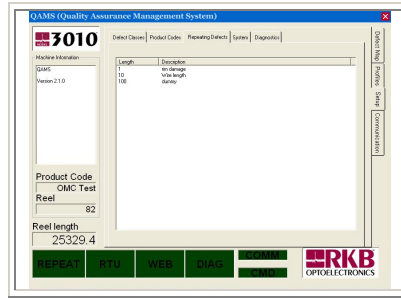 QAMS (Quality Assurance Management System)
3010
Defect Classes Product Codes Repeating Defects System Diagnostics
Machine Information
QAMS
Version 2.1.0
Length Description
1 rim damage
10 Wire length
100 dummy
Defect Map
Profiles
Setup
Communication
Product Code
OMC Test
Reel
82
Reel length
25329.4
REPEAT RTU WEB DIAG COMM
CMD
RKB
OPTOELECTRONICS